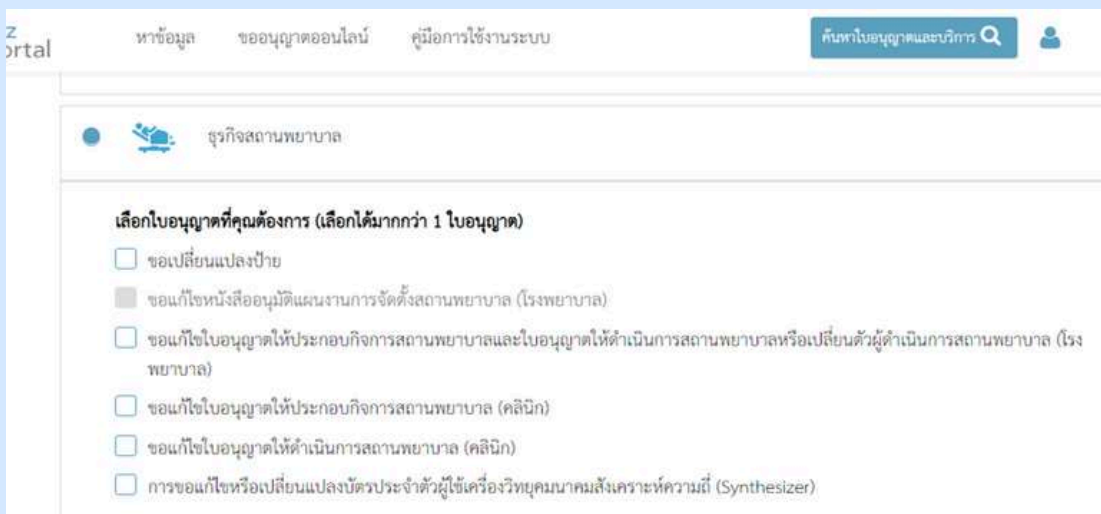 z
ortal
หาข้อมูล ขออนุญาตออนไลน์ คู่มือการใช้งานระบบ ค้นหาใบอนุญาตและบริการ
ธุรกิจสถานพยาบาล
เลือกใบอนุญาตที่คุณต้องการ (เลือกได้มากกว่า 1 ใบอนุญาต)
ขอเปลี่ยนแปลงป้าย
ขอแก้ไขหนังสืออนุมัติแผนงานการจัดตั้งสถานพยาบาล (โรงพยาบาล)
ขอแก้ไขใบอนุญาตให้ประกอบกิจการสถานพยาบาลและใบอนุญาตให้ดำเนินการสถานพยาบาลหรือเปลี่ยนตัวผู้ดำเนินการสถานพยาบาล (โรง
พยาบาล)
ขอแก้ไขใบอนุญาตให้ประกอบกิจการสถานพยาบาล (คลินิก)
ขอแก้ไขใบอนุญาตให้ดำเนินการสถานพยาบาล (คลินิก)
การขอแก้ไขหรือเปลี่ยนแปลงบัตรประจำตัวผู้ใช้เครื่องวิทยุคมนาคมสังเคราะห์ความถี่ (Synthesizer)